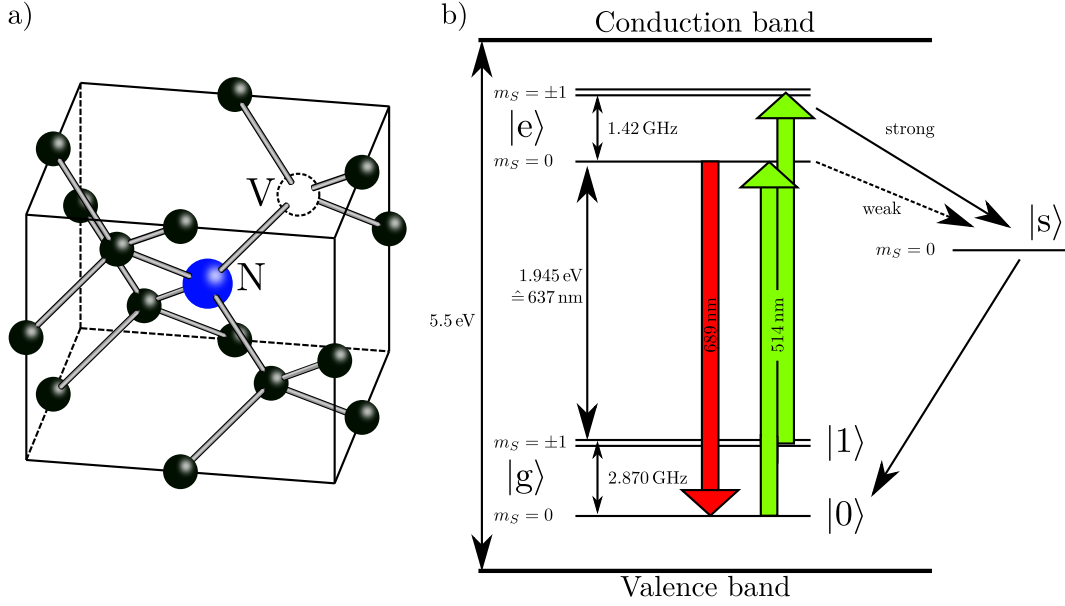 a)
V
N
b)
Conduction band
m_S = ±1
|e⟩
1.42 GHz
strong
m_S = 0
weak
|s⟩
m_S = 0
1.945 eV
≙ 637 nm
5.5 eV
689 nm
514 nm
m_S = ±1
|1⟩
|g⟩
2.870 GHz
m_S = 0
|0⟩
Valence band